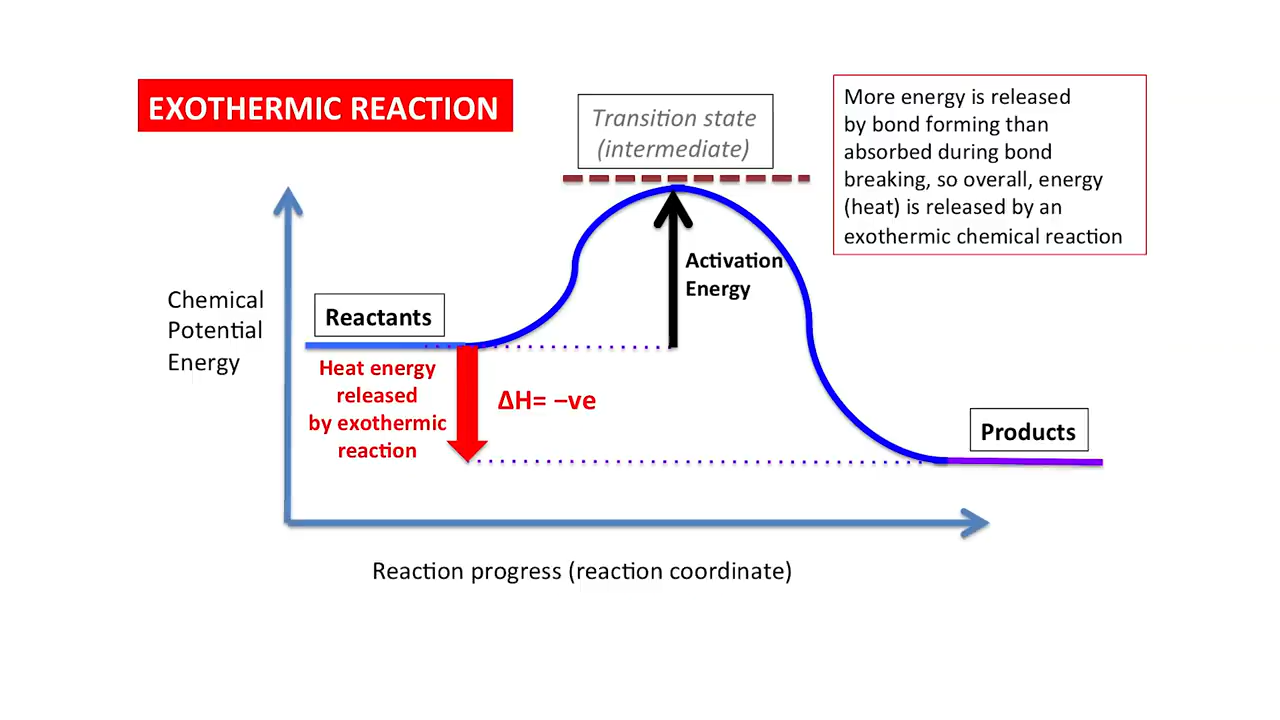 EXOTHERMIC REACTION
Transition state
(intermediate)
More energy is released
by bond forming than
absorbed during bond
breaking, so overall, energy
(heat) is released by an
exothermic chemical reaction
Activation
Energy
Chemical
Potential
Energy
Reactants
Heat energy
released
by exothermic
reaction
ΔH= –ve
Products
Reaction progress (reaction coordinate)